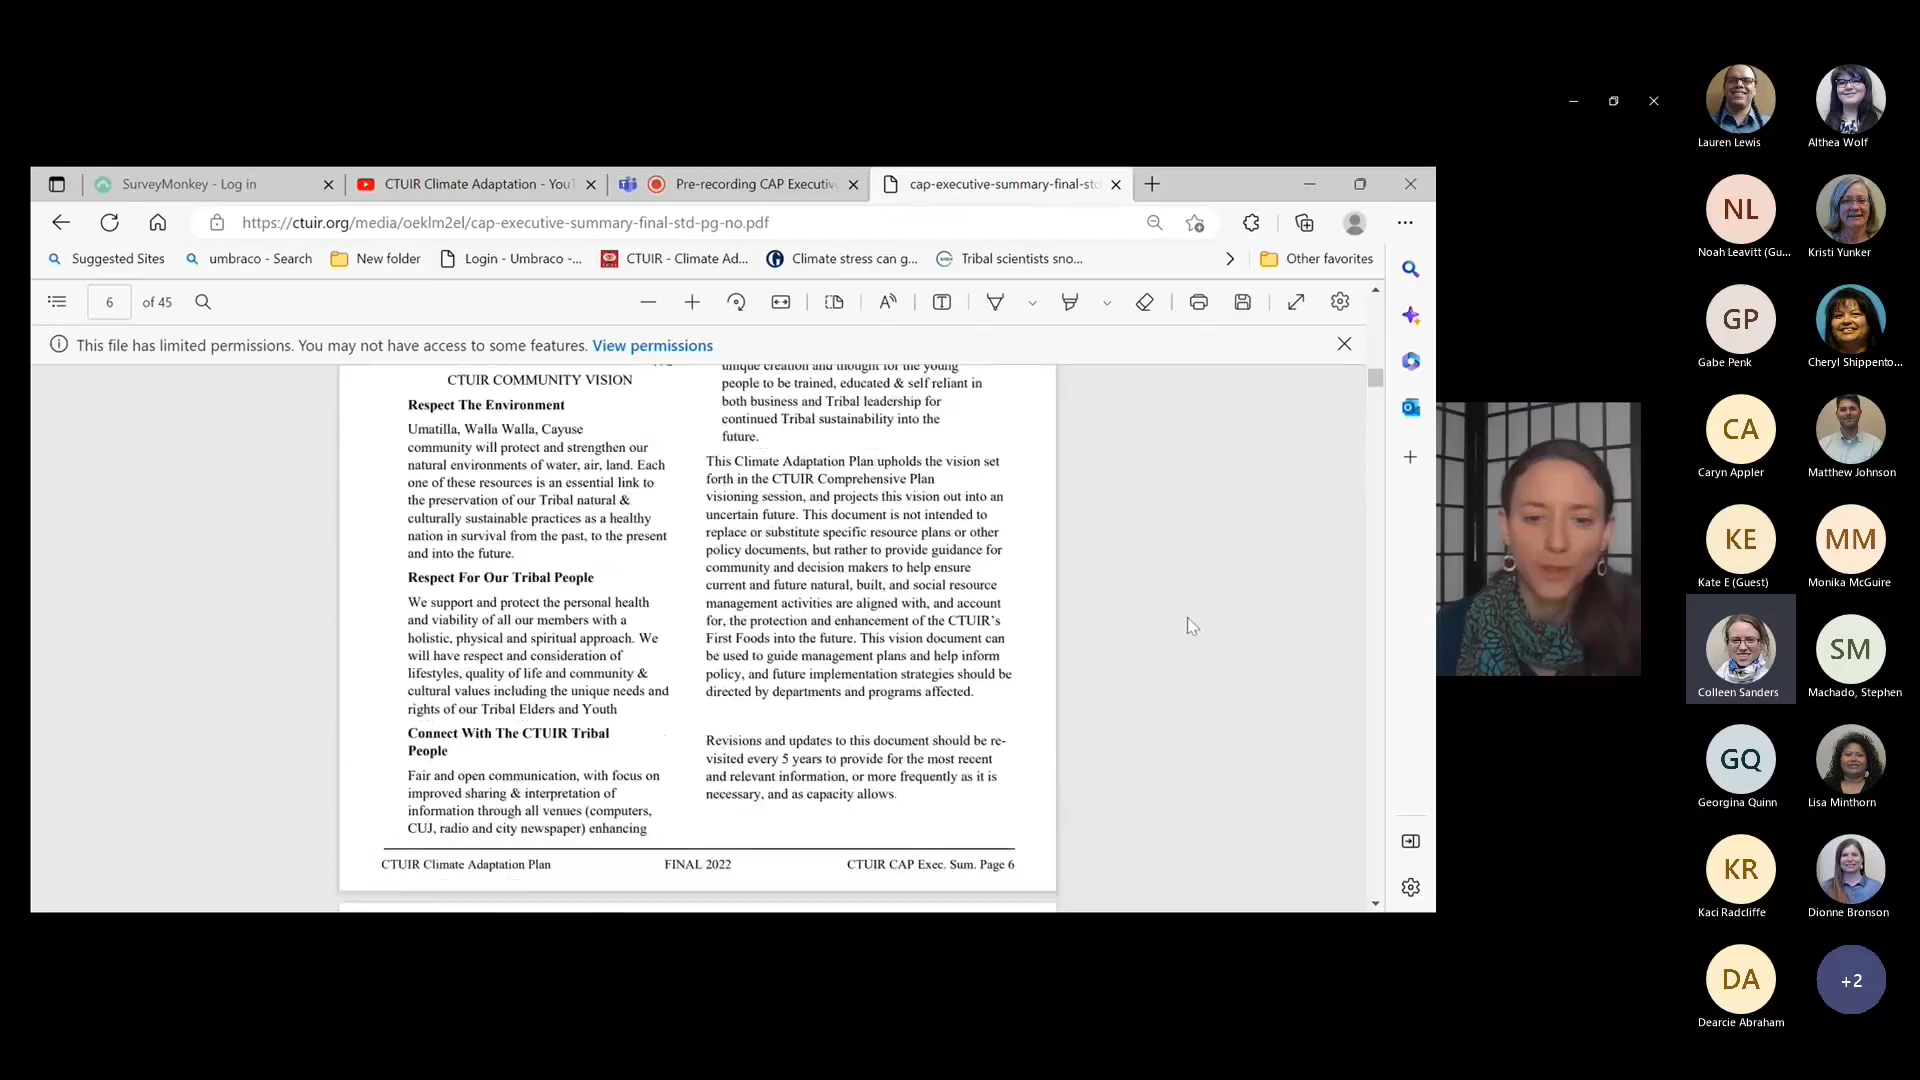 SurveyMonkey - Log in
CTUIR Climate Adaptation - YouT
Pre-recording CAP Executiv
cap-executive-summary-final-std
https://ctuir.org/media/oeklm2el/cap-executive-summary-final-std-pg-no.pdf
Suggested Sites
umbraco - Search
New folder
Login - Umbraco -...
CTUIR - Climate Ad...
Climate stress can g...
Tribal scientists sno...
Other favorites
6 of 45
This file has limited permissions. You may not have access to some features. View permissions
CTUIR COMMUNITY VISION
Respect The Environment
Umatilla, Walla Walla, Cayuse
community will protect and strengthen our
natural environments of water, air, land. Each
one of these resources is an essential link to
the preservation of our Tribal natural &
culturally sustainable practices as a healthy
nation in survival from the past, to the present
and into the future.
Respect For Our Tribal People
We support and protect the personal health
and viability of all our members with a
holistic, physical and spiritual approach. We
will have respect and consideration of
lifestyles, quality of life and community &
cultural values including the unique needs and
rights of our Tribal Elders and Youth
Connect With The CTUIR Tribal
People
Fair and open communication, with focus on
improved sharing & interpretation of
information through all venues (computers,
CUJ, radio and city newspaper) enhancing
unique creation and thought for the young
people to be trained, educated & self reliant in
both business and Tribal leadership for
continued Tribal sustainability into the
future.
This Climate Adaptation Plan upholds the vision set
forth in the CTUIR Comprehensive Plan
visioning session, and projects this vision out into an
uncertain future. This document is not intended to
replace or substitute specific resource plans or other
policy documents, but rather to provide guidance for
community and decision makers to help ensure
current and future natural, built, and social resource
management activities are aligned with, and account
for, the protection and enhancement of the CTUIR's
First Foods into the future. This vision document can
be used to guide management plans and help inform
policy, and future implementation strategies should be
directed by departments and programs affected.
Revisions and updates to this document should be re-
visited every 5 years to provide for the most recent
and relevant information, or more frequently as it is
necessary, and as capacity allows.
CTUIR Climate Adaptation Plan
FINAL 2022
CTUIR CAP Exec. Sum. Page 6
Lauren Lewis
Althea Wolf
NL
Noah Leavitt (Gu...
Kristi Yunker
GP
Gabe Penk
Cheryl Shippento...
CA
Caryn Appler
Matthew Johnson
KE
Kate E (Guest)
MM
Monika McGuire
Colleen Sanders
SM
Machado, Stephen
GQ
Georgina Quinn
Lisa Minthorn
KR
Kaci Radcliffe
Dionne Bronson
DA
Dearcie Abraham
+2